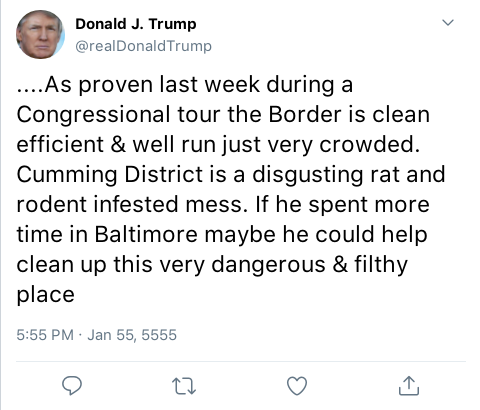 Donald J. Trump
@realDonaldTrump
....As proven last week during a
Congressional tour the Border is clean
efficient & well run just very crowded.
Cumming District is a disgusting rat and
rodent infested mess. If he spent more
time in Baltimore maybe he could help
clean up this very dangerous & filthy
place
5:55 PM · Jan 55, 5555